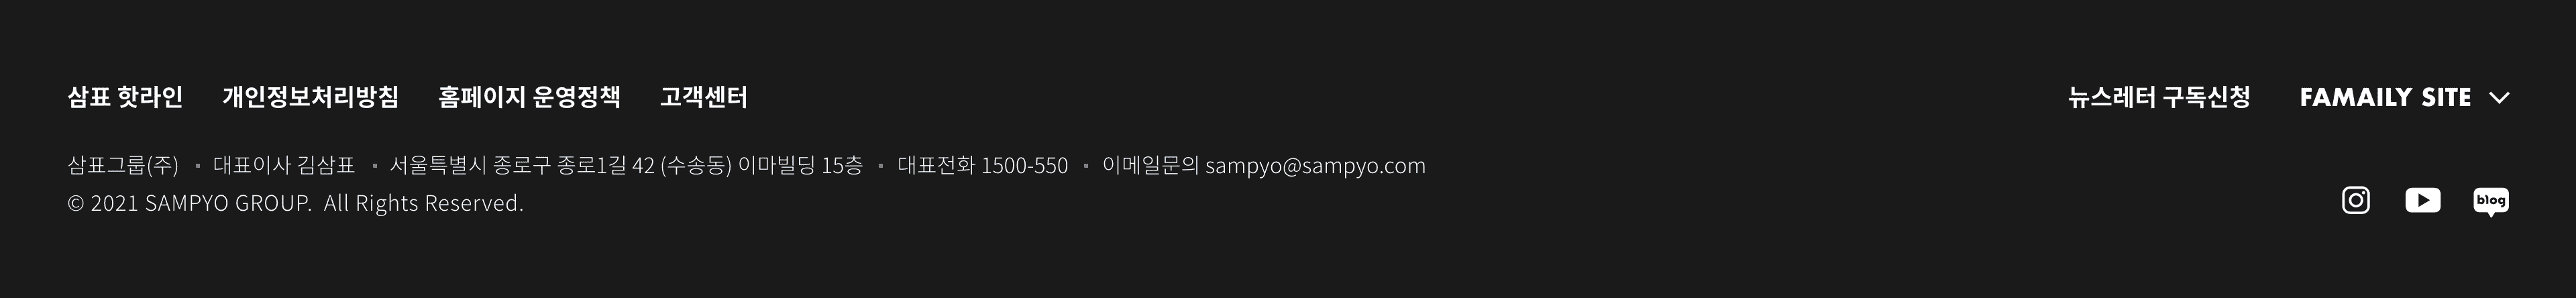 삼표 핫라인 개인정보처리방침 홈페이지 운영정책 고객센터 뉴스레터 구독신청 FAMAILY SITE
삼표그룹(주) ▪ 대표이사 김삼표 ▪ 서울특별시 종로구 종로1길 42 (수송동) 이마빌딩 15층 ▪ 대표전화 1500-550 ▪ 이메일문의 sampyo@sampyo.com
© 2021 SAMPYO GROUP. All Rights Reserved.
blog